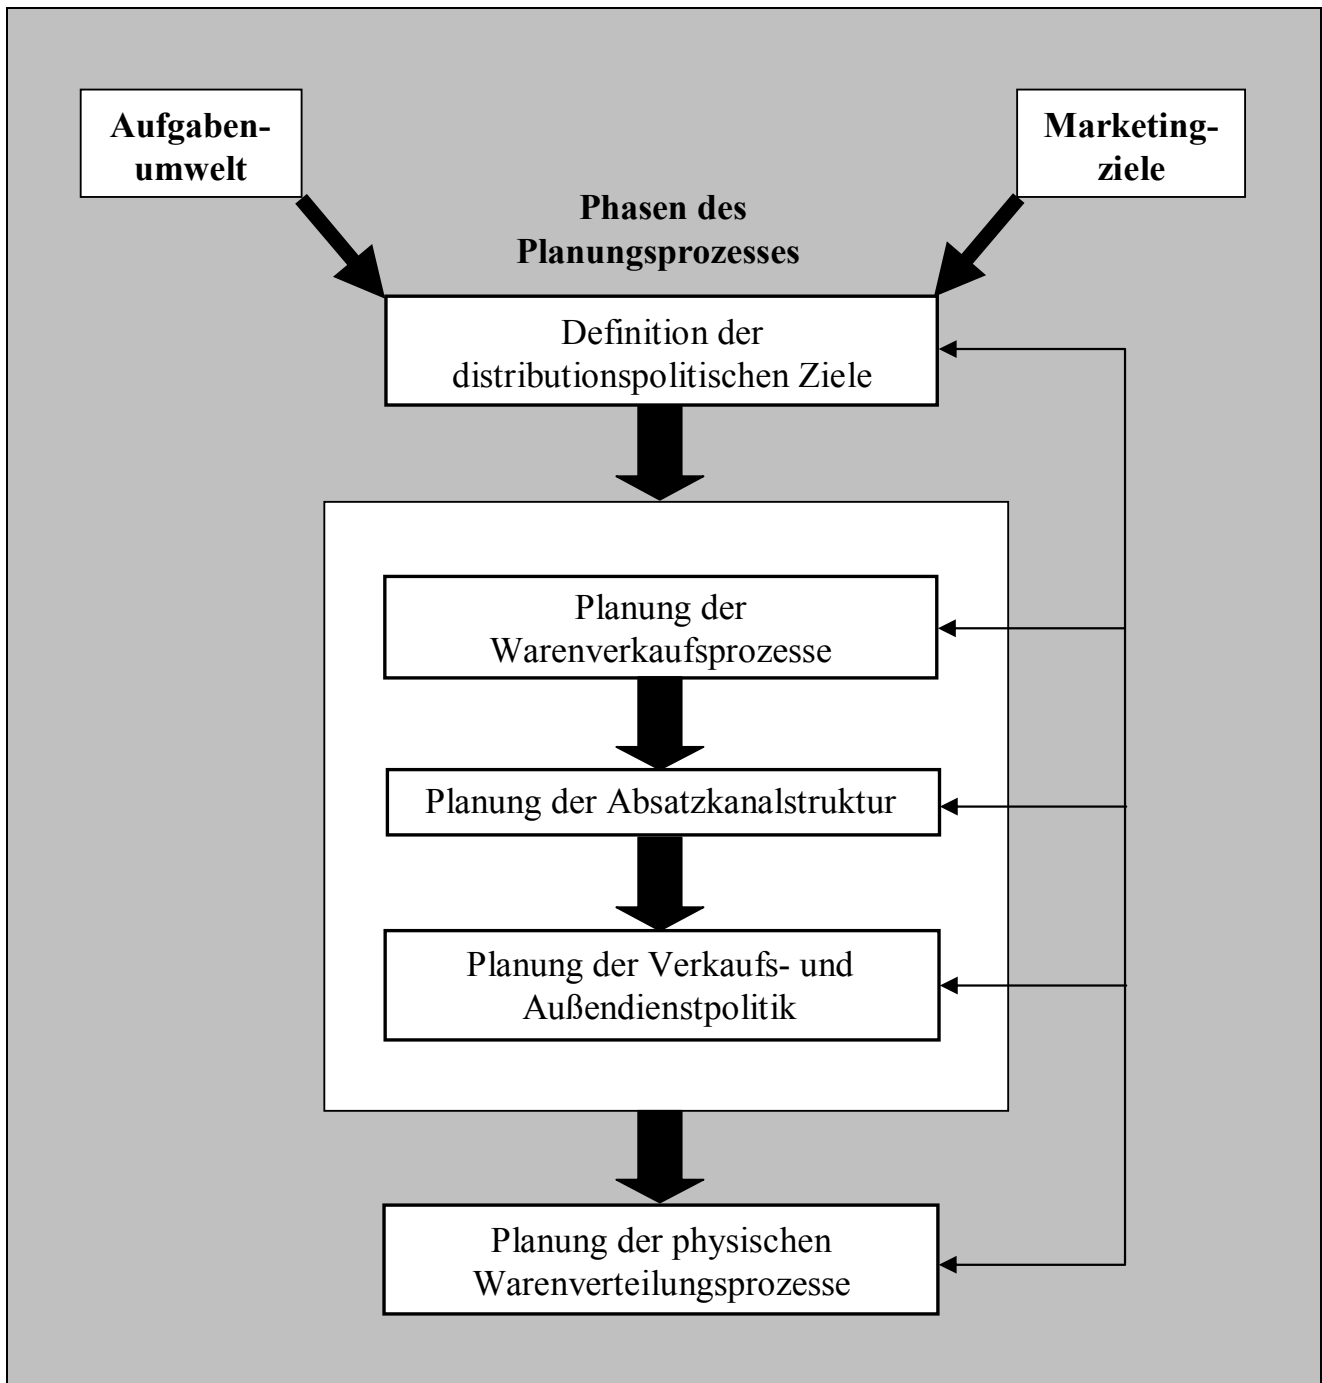 Aufgaben-
umwelt
Marketing-
ziele
Phasen des
Planungsprozesses
Definition der
distributionspolitischen Ziele
Planung der
Warenverkaufsprozesse
Planung der Absatzkanalstruktur
Planung der Verkaufs- und
Außendienstpolitik
Planung der physischen
Warenverteilungsprozesse